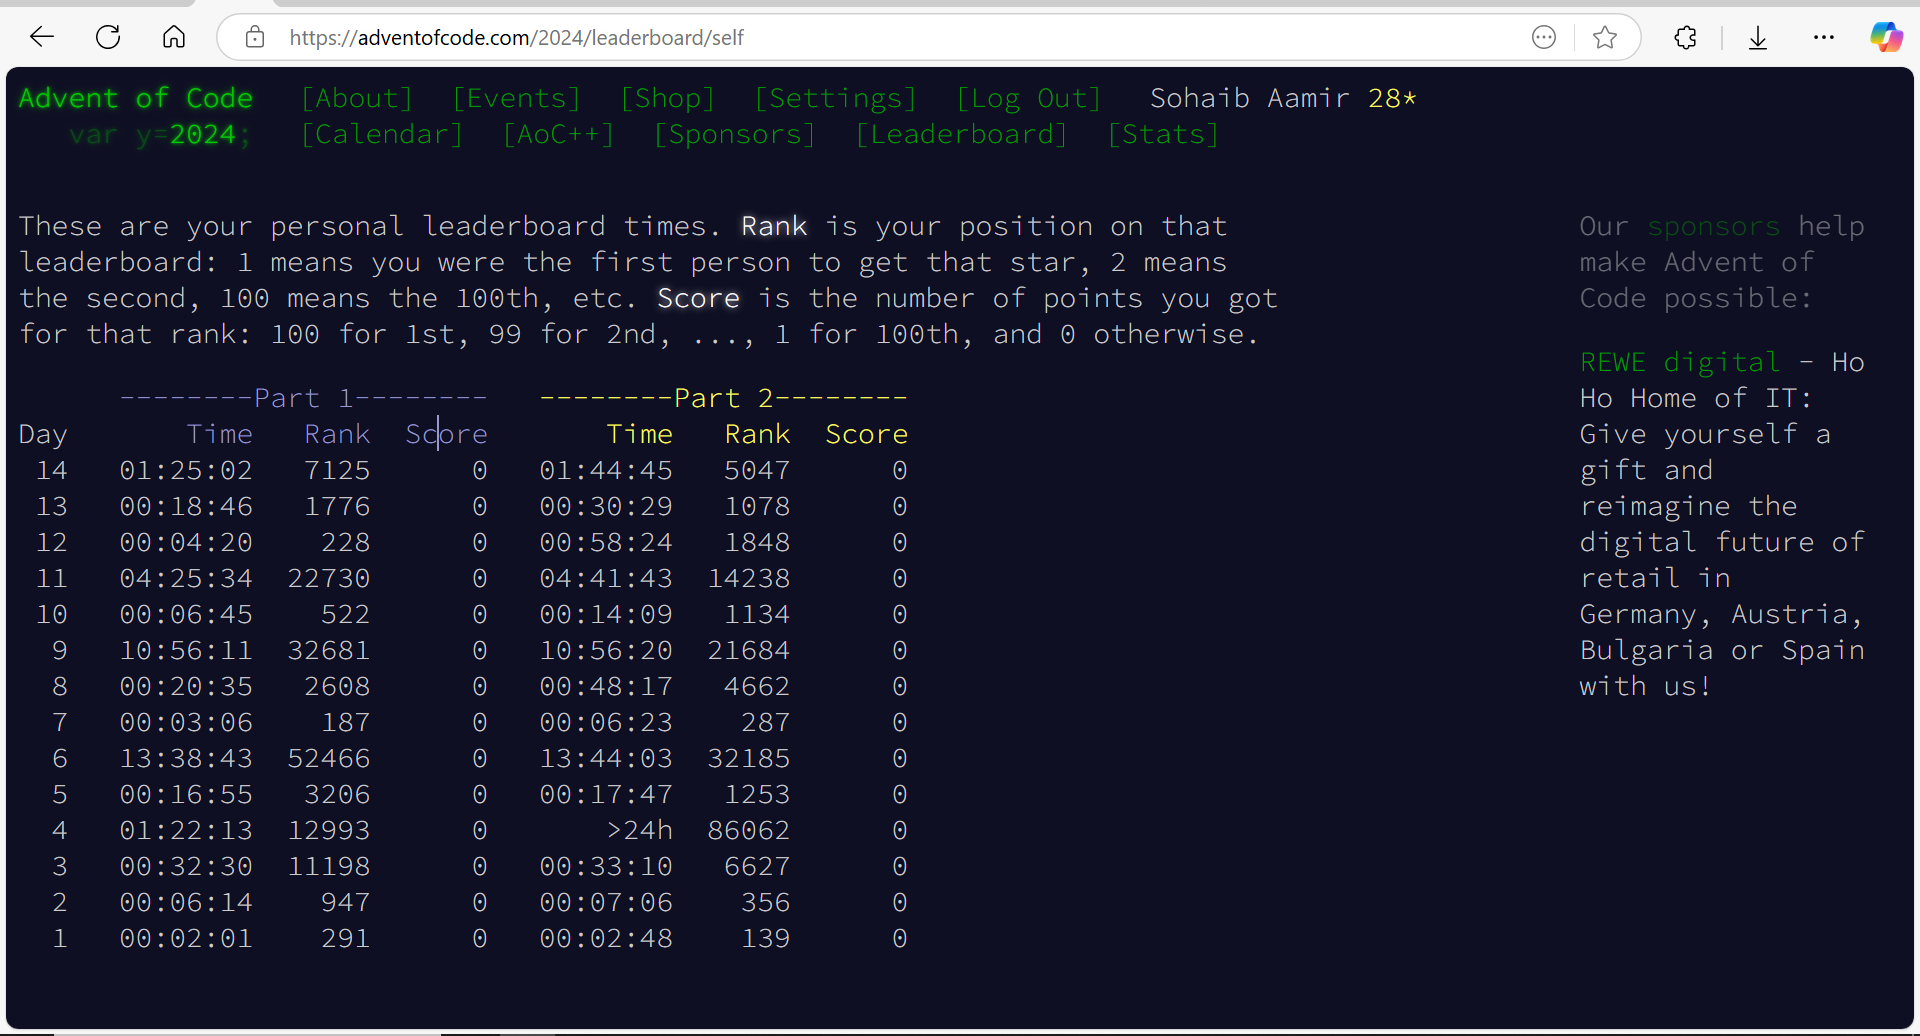 https://adventofcode.com/2024/leaderboard/self
Advent of Code [About] [Events] [Shop] [Settings] [Log Out] Sohaib Aamir 28*
var y=2024; [Calendar] [AoC++] [Sponsors] [Leaderboard] [Stats]
These are your personal leaderboard times. Rank is your position on that
leaderboard: 1 means you were the first person to get that star, 2 means
the second, 100 means the 100th, etc. Score is the number of points you got
for that rank: 100 for 1st, 99 for 2nd, ..., 1 for 100th, and 0 otherwise.
--------Part 1-------- --------Part 2--------
Day Time Rank Score Time Rank Score
14 01:25:02 7125 0 01:44:45 5047 0
13 00:18:46 1776 0 00:30:29 1078 0
12 00:04:20 228 0 00:58:24 1848 0
11 04:25:34 22730 0 04:41:43 14238 0
10 00:06:45 522 0 00:14:09 1134 0
9 10:56:11 32681 0 10:56:20 21684 0
8 00:20:35 2608 0 00:48:17 4662 0
7 00:03:06 187 0 00:06:23 287 0
6 13:38:43 52466 0 13:44:03 32185 0
5 00:16:55 3206 0 00:17:47 1253 0
4 01:22:13 12993 0 >24h 86062 0
3 00:32:30 11198 0 00:33:10 6627 0
2 00:06:14 947 0 00:07:06 356 0
1 00:02:01 291 0 00:02:48 139 0
Our sponsors help
make Advent of
Code possible:
REWE digital - Ho
Ho Home of IT:
Give yourself a
gift and
reimagine the
digital future of
retail in
Germany, Austria,
Bulgaria or Spain
with us!